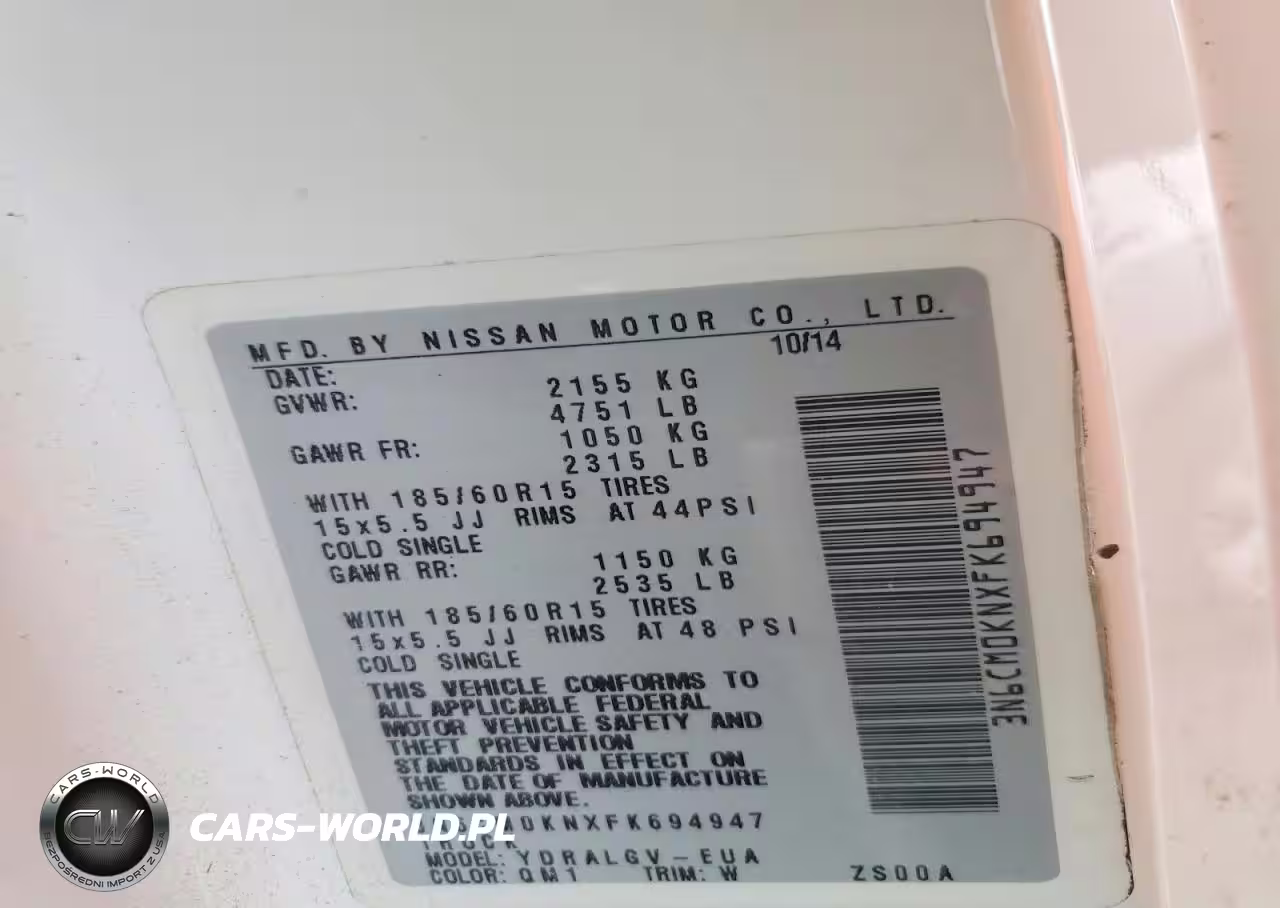 MFD. BY NISSAN MOTOR CO., LTD.
DATE: 10/14
GVWR: 2155 KG
4751 LB
GAWR FR: 1050 KG
2315 LB
WITH 185/60R15 TIRES
15x5.5 JJ RIMS AT 44PSI
COLD SINGLE
GAWR RR: 1150 KG
2535 LB
WITH 185/60R15 TIRES
15x5.5 JJ RIMS AT 48 PSI
COLD SINGLE
THIS VEHICLE CONFORMS TO
ALL APPLICABLE FEDERAL
MOTOR VEHICLE SAFETY AND
THEFT PREVENTION
STANDARDS IN EFFECT ON
THE DATE OF MANUFACTURE
SHOWN ABOVE.
0KNXFK694947
TRUCK
MODEL: YDRALGV-EUA
COLOR: QM1 TRIM: W ZS00A
3N6CM0KNXFK694947
CARS-WORLD
CW
BEZPOŚREDNI IMPORT Z USA
CARS-WORLD.PL